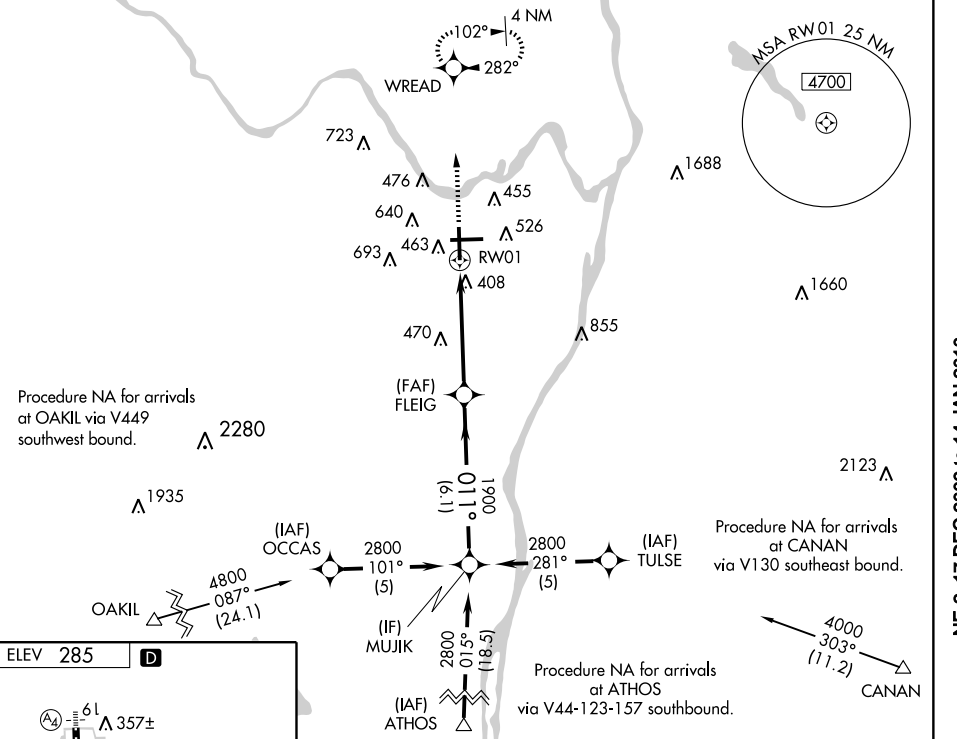 4 NM
102°
282°
WREAD
MSA RW01 25 NM
4700
723
476
455
1688
640
526
463
693
RW01
408
1660
470
855
(FAF)
FLEIG
Procedure NA for arrivals
at OAKIL via V449
southwest bound.
2280
1935
2123
1900
011°
(6.1)
(IAF)
OCCAS
2800
101°
(5)
2800
281°
(5)
(IAF)
TULSE
Procedure NA for arrivals
at CANAN
via V130 southeast bound.
OAKIL
4800
087°
(24.1)
(IF)
MUJIK
2800
015°
(18.5)
4000
303°
(11.2)
CANAN
(IAF)
ATHOS
Procedure NA for arrivals
at ATHOS
via V44-123-157 southbound.
ELEV 285
D
A4
19
357±